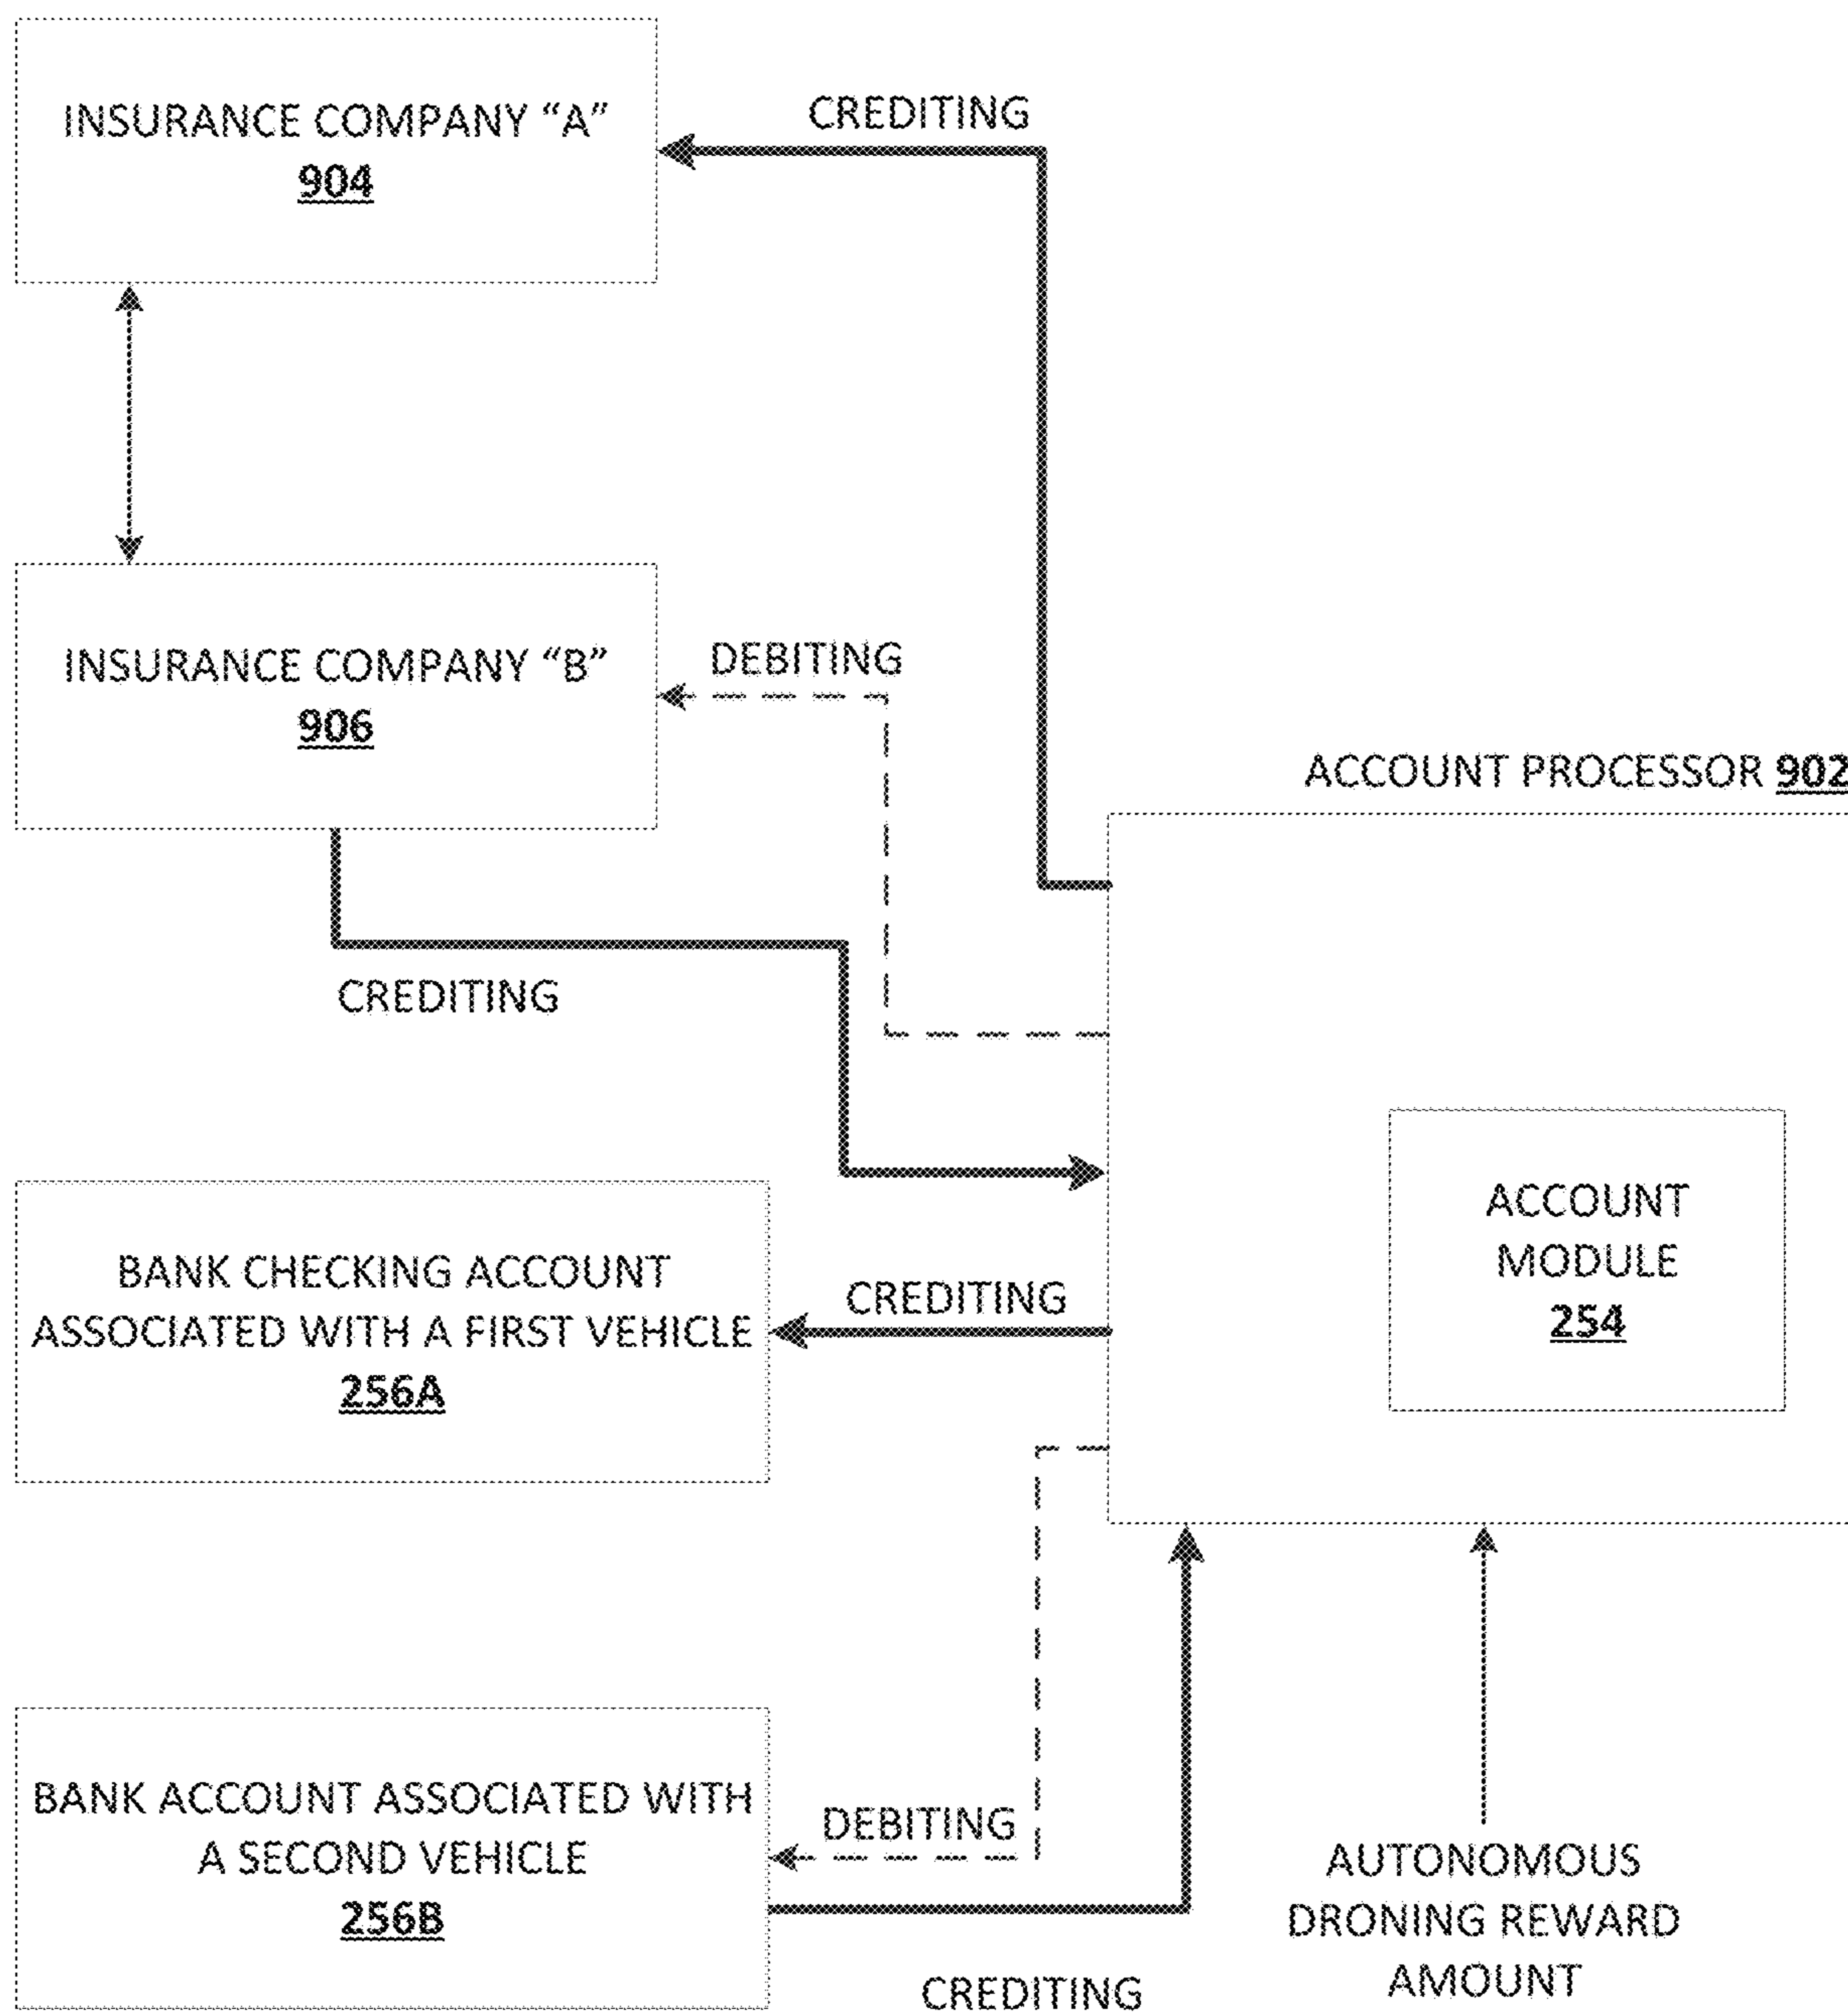 INSURANCE COMPANY “A”
904
CREDITING
INSURANCE COMPANY “B”
906
DEBITING
ACCOUNT PROCESSOR 902
CREDITING
ACCOUNT
MODULE
254
BANK CHECKING ACCOUNT
ASSOCIATED WITH A FIRST VEHICLE
256A
CREDITING
BANK ACCOUNT ASSOCIATED WITH
A SECOND VEHICLE
256B
DEBITING
CREDITING
AUTONOMOUS
DRONING REWARD
AMOUNT